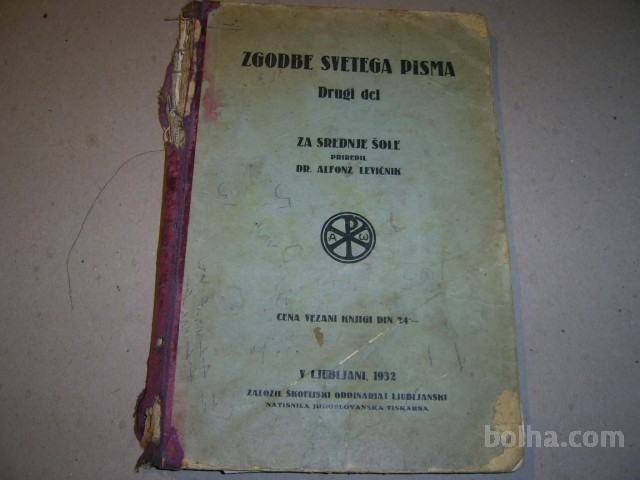 ZGODBE SVETEGA PISMA
Drugi del
ZA SREDNJE ŠOLE
PRIREDIL
DR. ALFONZ LEVIČNIK
A Ω
CENA VEZANI KNJIGI DIN 24—
V LJUBLJANI, 1932
ZALOŽIL ŠKOFIJSKI ORDINARIAT LJUBLJANSKI
NATISNILA JUGOSLOVANSKA TISKARNA
bolha.com